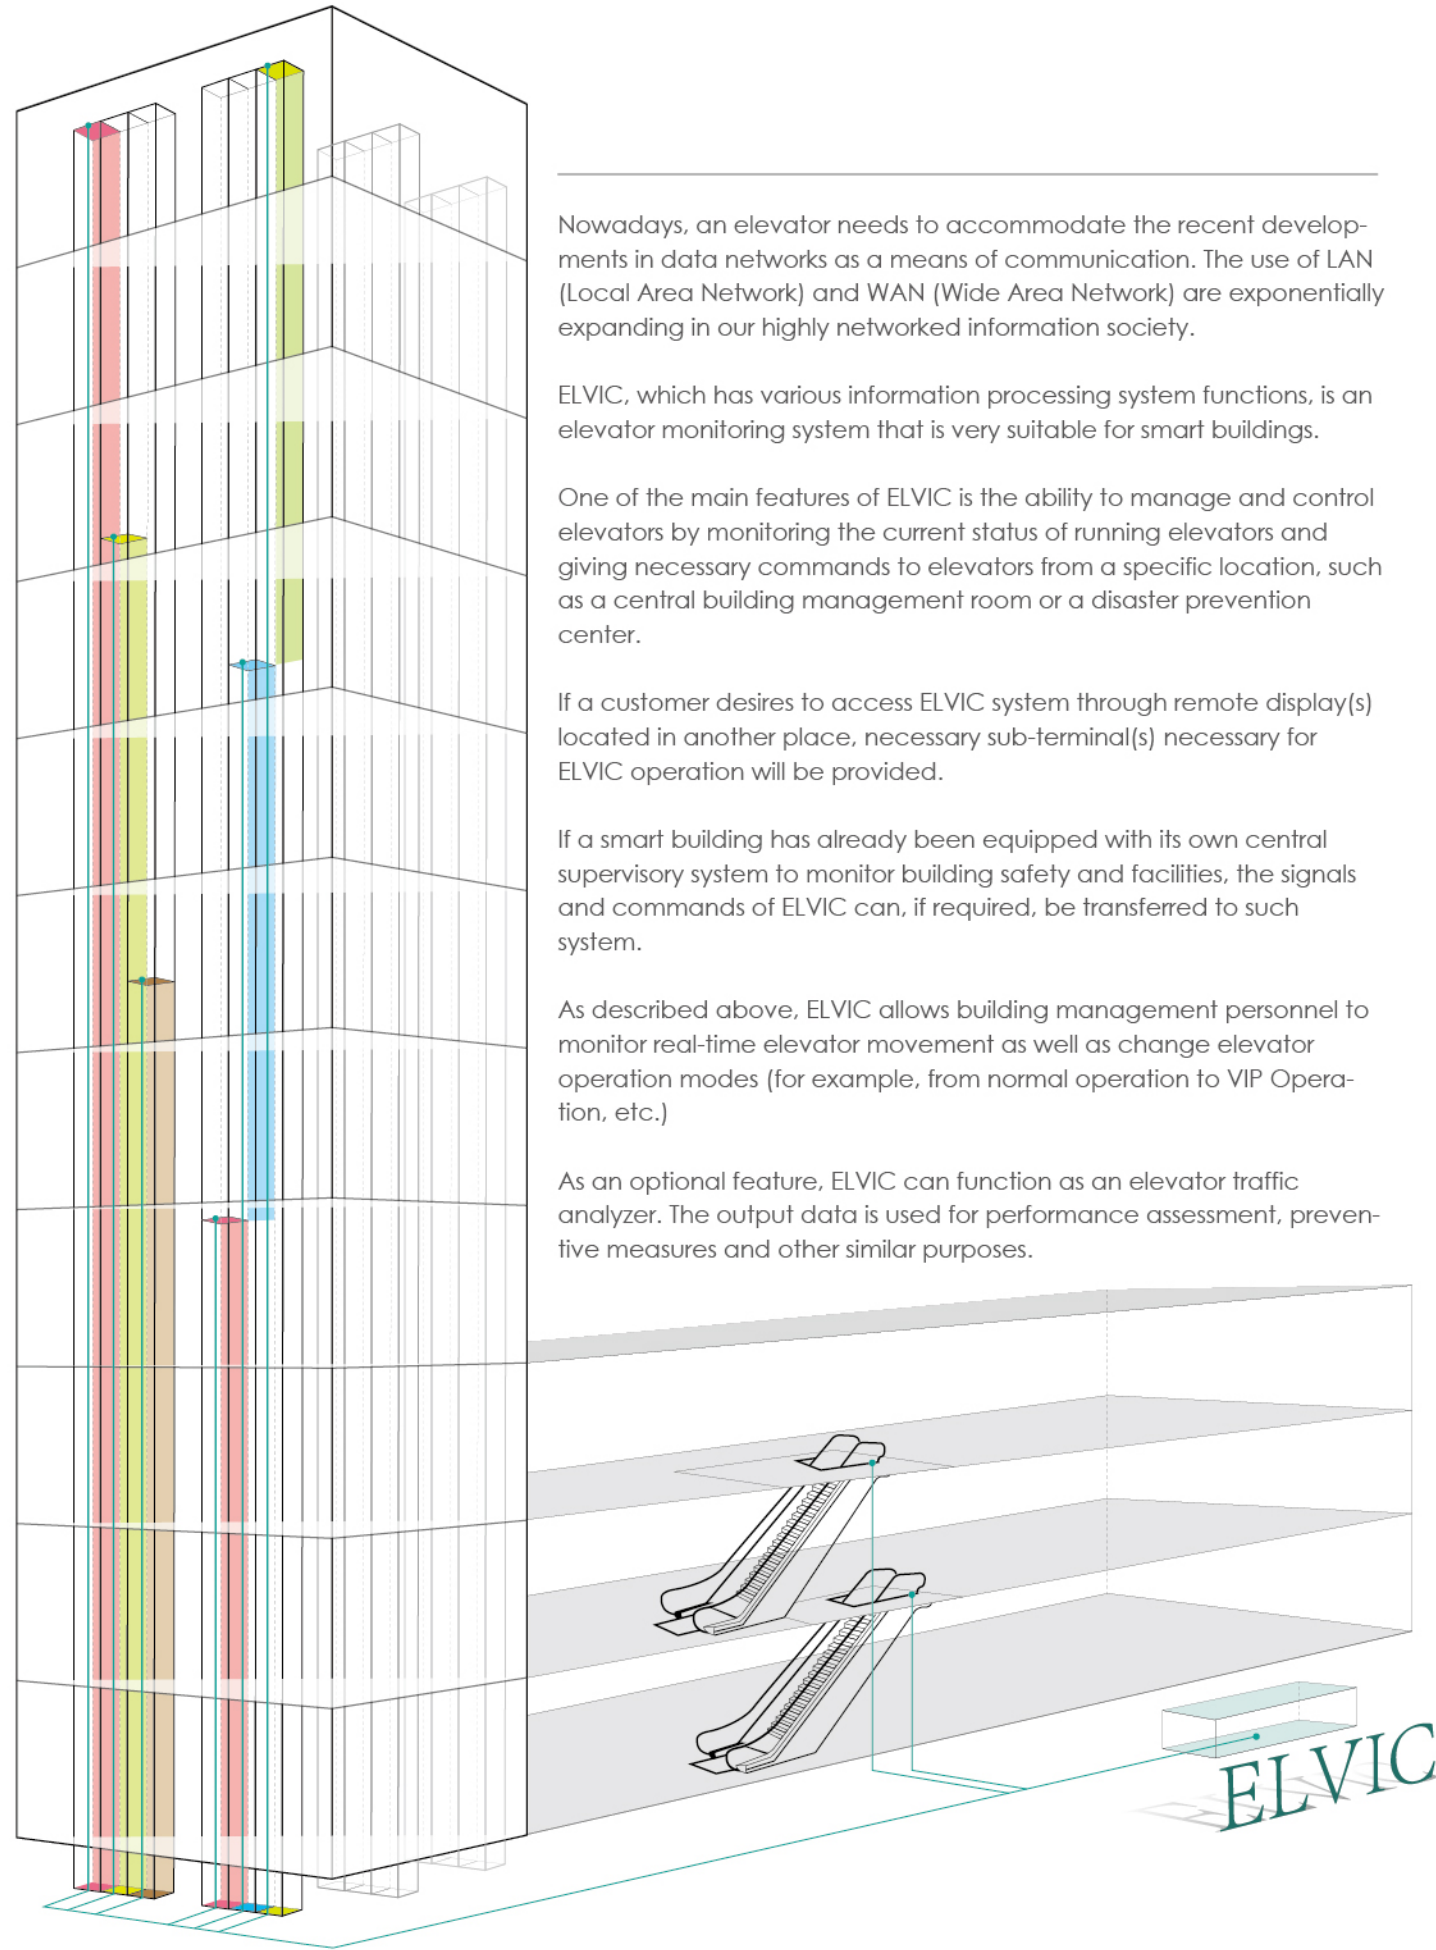 Nowadays, an elevator needs to accommodate the recent develop-
ments in data networks as a means of communication. The use of LAN
(Local Area Network) and WAN (Wide Area Network) are exponentially
expanding in our highly networked information society.
ELVIC, which has various information processing system functions, is an
elevator monitoring system that is very suitable for smart buildings.
One of the main features of ELVIC is the ability to manage and control
elevators by monitoring the current status of running elevators and
giving necessary commands to elevators from a specific location, such
as a central building management room or a disaster prevention
center.
If a customer desires to access ELVIC system through remote display(s)
located in another place, necessary sub-terminal(s) necessary for
ELVIC operation will be provided.
If a smart building has already been equipped with its own central
supervisory system to monitor building safety and facilities, the signals
and commands of ELVIC can, if required, be transferred to such
system.
As described above, ELVIC allows building management personnel to
monitor real-time elevator movement as well as change elevator
operation modes (for example, from normal operation to VIP Opera-
tion, etc.)
As an optional feature, ELVIC can function as an elevator traffic
analyzer. The output data is used for performance assessment, preven-
tive measures and other similar purposes.
ELVIC